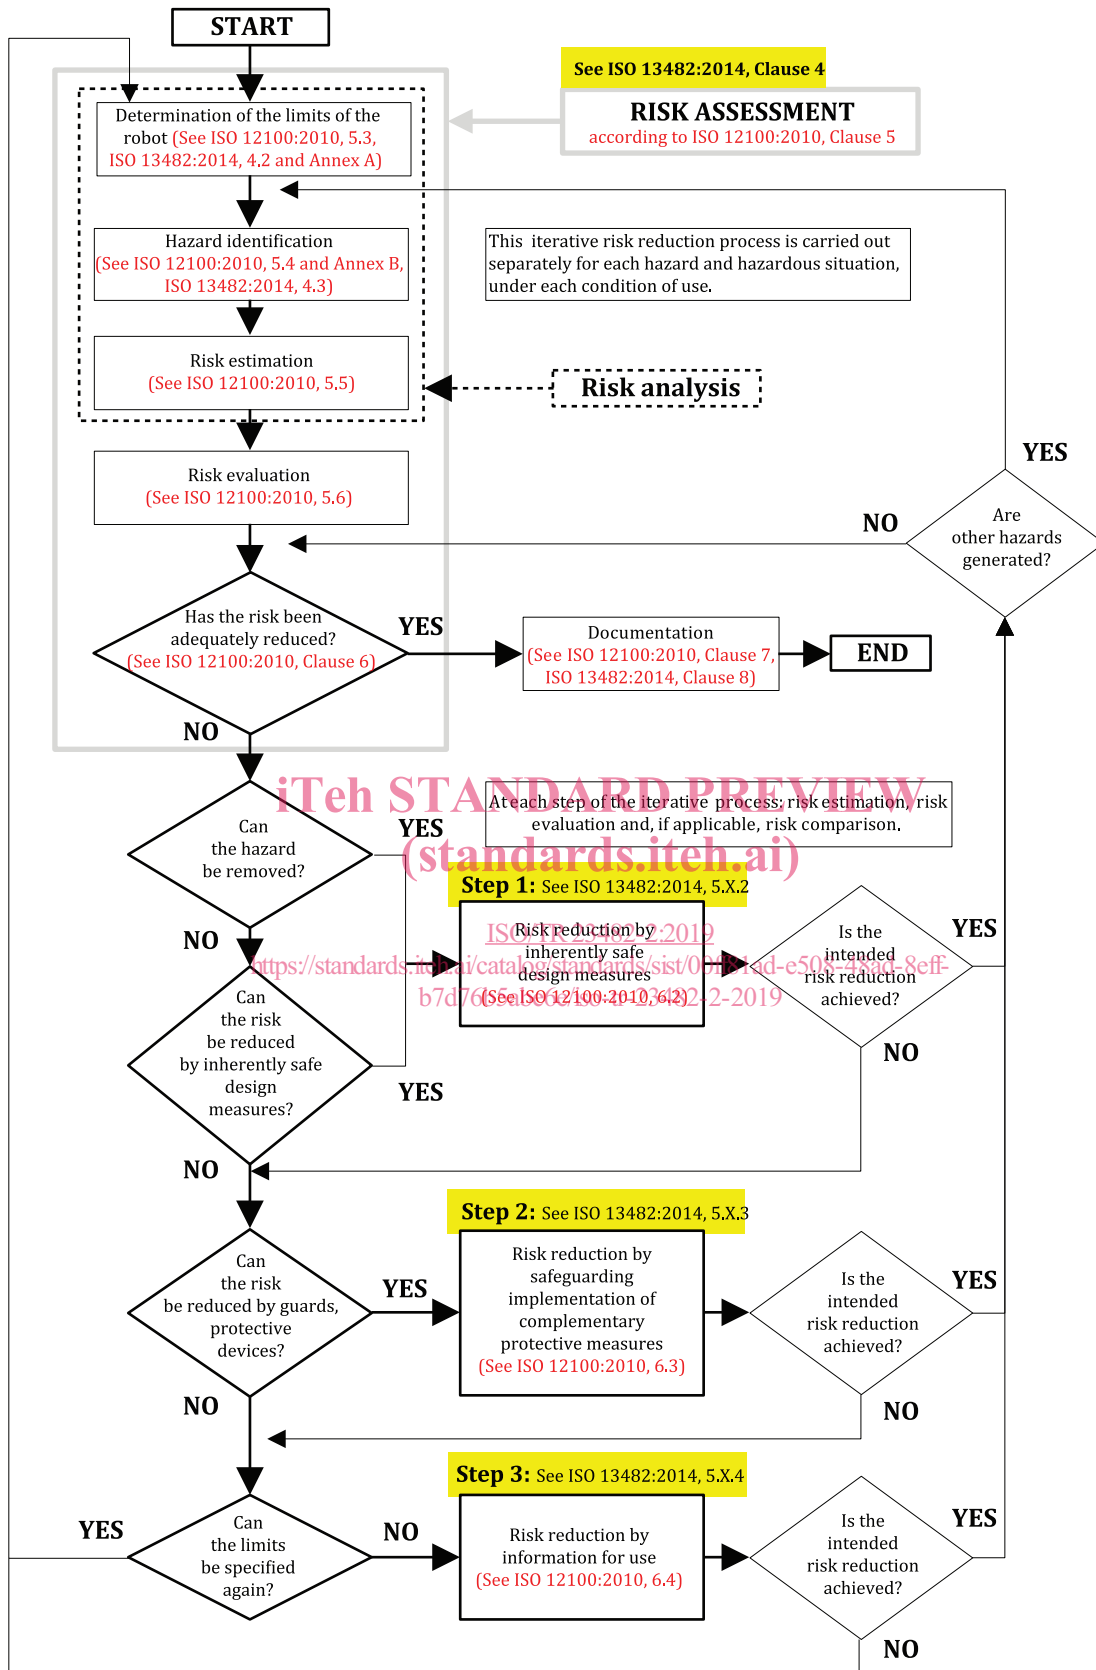 START
See ISO 13482:2014, Clause 4
RISK ASSESSMENT
according to ISO 12100:2010, Clause 5
Determination of the limits of the
robot (See ISO 12100:2010, 5.3,
ISO 13482:2014, 4.2 and Annex A)
Hazard identification
(See ISO 12100:2010, 5.4 and Annex B,
ISO 13482:2014, 4.3)
This iterative risk reduction process is carried out
separately for each hazard and hazardous situation,
under each condition of use.
Risk estimation
(See ISO 12100:2010, 5.5)
Risk analysis
Risk evaluation
(See ISO 12100:2010, 5.6)
YES
NO
Are
other hazards
generated?
Has the risk been
adequately reduced?
(See ISO 12100:2010, Clause 6)
YES
Documentation
(See ISO 12100:2010, Clause 7,
ISO 13482:2014, Clause 8)
END
NO
iTeh STANDARD PREVIEW
(standards.iteh.ai)
At each step of the iterative process: risk estimation, risk
evaluation and, if applicable, risk comparison.
Can
the hazard
be removed?
YES
NO
Step 1: See ISO 13482:2014, 5.X.2
Risk reduction by
inherently safe
design measures
(See ISO 12100:2010, 6.2)
ISO/TR 23482-2:2019
Is the
intended
risk reduction
achieved?
YES
NO
Can
the risk
be reduced
by inherently safe
design
measures?
YES
NO
Step 2: See ISO 13482:2014, 5.X.3
Can
the risk
be reduced by guards,
protective
devices?
YES
Risk reduction by
safeguarding
implementation of
complementary
protective measures
(See ISO 12100:2010, 6.3)
Is the
intended
risk reduction
achieved?
YES
NO
NO
Step 3: See ISO 13482:2014, 5.X.4
YES
Can
the limits
be specified
again?
NO
Risk reduction by
information for use
(See ISO 12100:2010, 6.4)
Is the
intended
risk reduction
achieved?
YES
NO